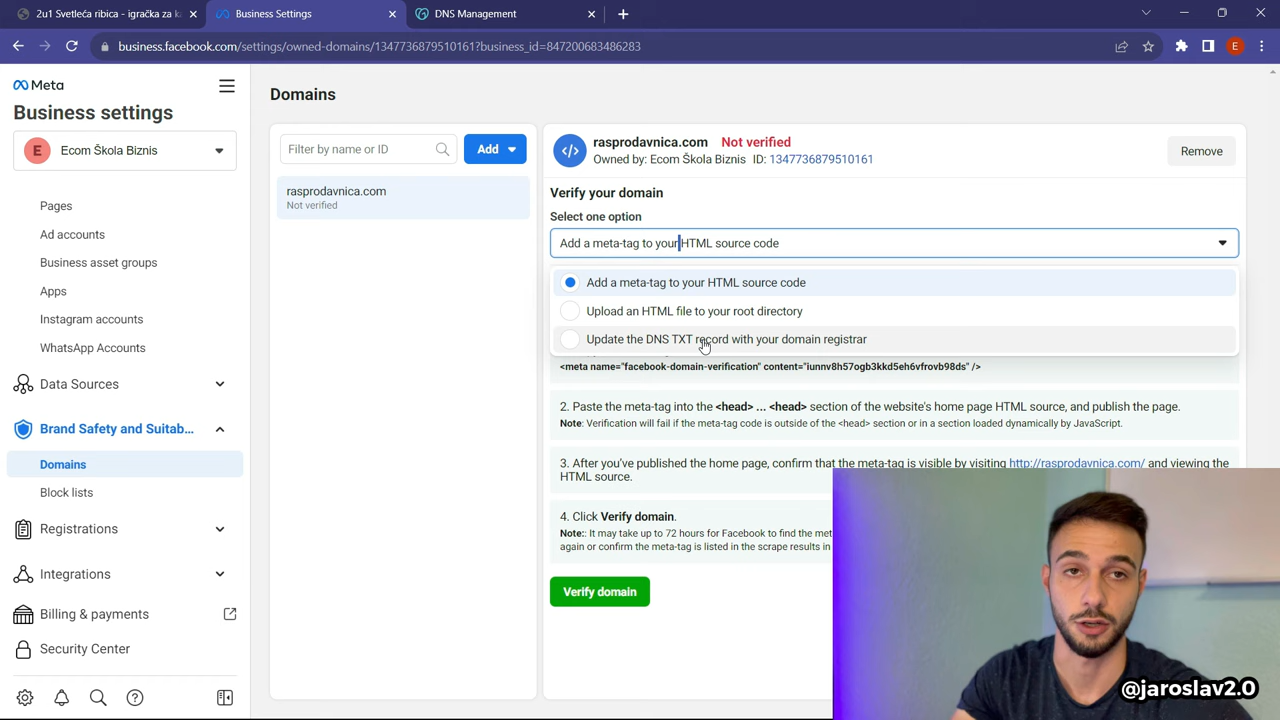 2u1 Svetleća ribica - igračka za k
Business Settings
DNS Management
business.facebook.com/settings/owned-domains/1347736879510161?business_id=847200683486283
E
Meta
Business settings
E Ecom Škola Biznis
Pages
Ad accounts
Business asset groups
Apps
Instagram accounts
WhatsApp Accounts
Data Sources
Brand Safety and Suitab...
Domains
Block lists
Registrations
Integrations
Billing & payments
Security Center
Domains
Filter by name or ID
Add
rasprodavnica.com
Not verified
rasprodavnica.com Not verified
Owned by: Ecom Škola Biznis ID: 1347736879510161
Remove
Verify your domain
Select one option
Add a meta-tag to your HTML source code
Add a meta-tag to your HTML source code
Upload an HTML file to your root directory
Update the DNS TXT record with your domain registrar
<meta name="facebook-domain-verification" content="iunnv8h57ogb3kkd5eh6vfrovb98ds" />
2. Paste the meta-tag into the <head> ... <head> section of the website's home page HTML source, and publish the page.
Note: Verification will fail if the meta-tag code is outside of the <head> section or in a section loaded dynamically by JavaScript.
3. After you've published the home page, confirm that the meta-tag is visible by visiting http://rasprodavnica.com/ and viewing the
HTML source.
4. Click Verify domain.
Note:: It may take up to 72 hours for Facebook to find the met
again or confirm the meta-tag is listed in the scrape results in
Verify domain
@jaroslav2.0